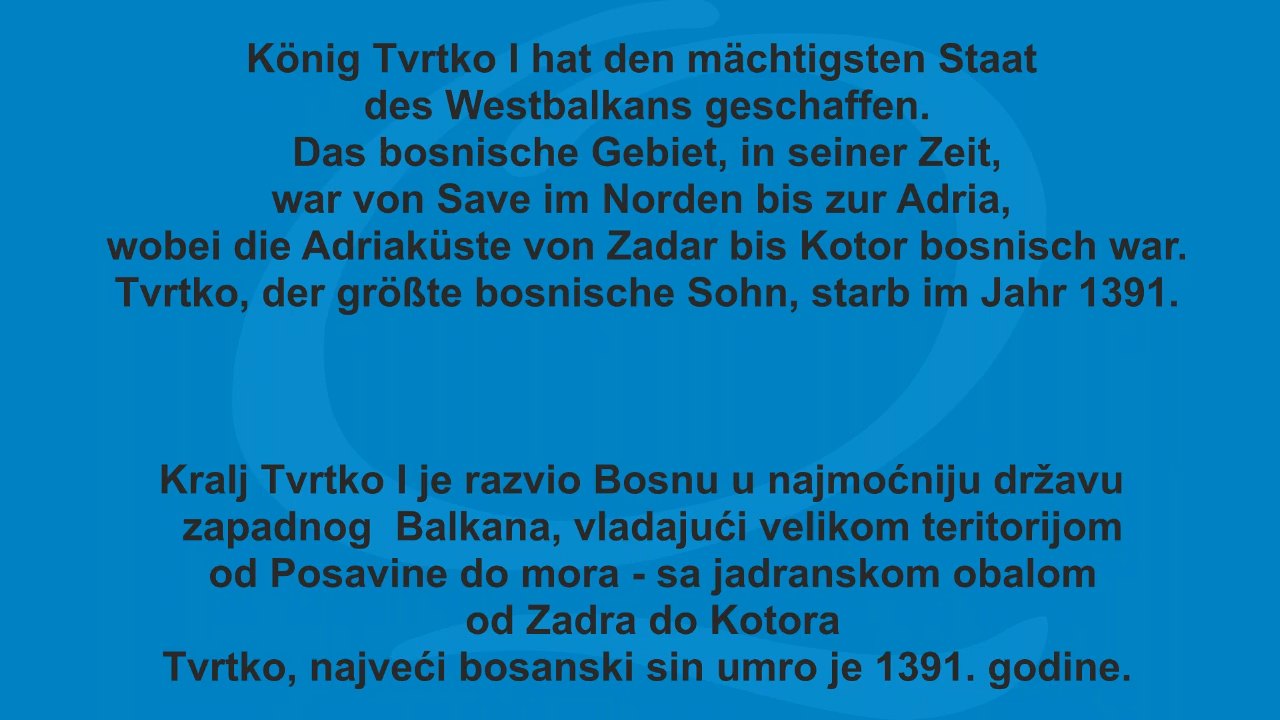 König Tvrtko I hat den mächtigsten Staat
des Westbalkans geschaffen.
Das bosnische Gebiet, in seiner Zeit,
war von Save im Norden bis zur Adria,
wobei die Adriaküste von Zadar bis Kotor bosnisch war.
Tvrtko, der größte bosnische Sohn, starb im Jahr 1391.
Kralj Tvrtko I je razvio Bosnu u najmoćniju državu
zapadnog  Balkana, vladajući velikom teritorijom
od Posavine do mora - sa jadranskom obalom
od Zadra do Kotora
Tvrtko, najveći bosanski sin umro je 1391. godine.